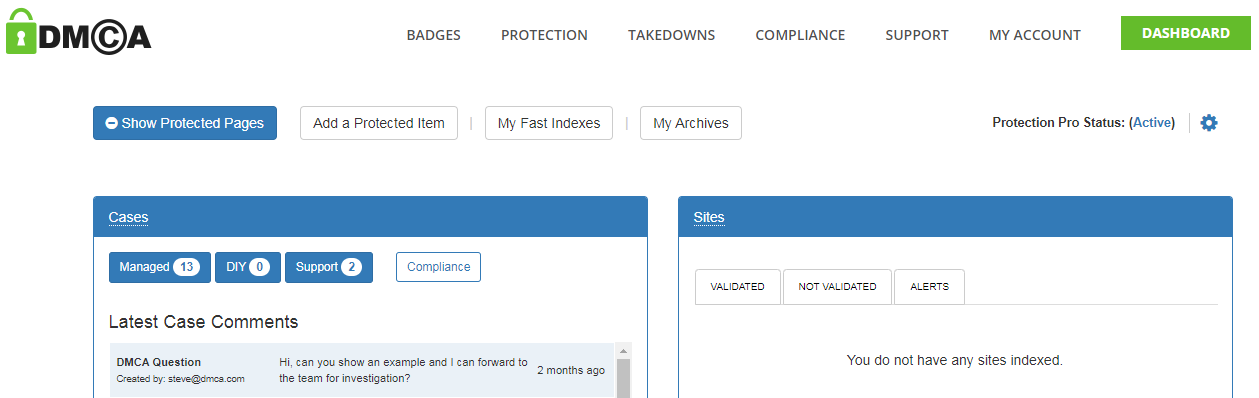 DMCA
BADGES PROTECTION TAKEDOWNS COMPLIANCE SUPPORT MY ACCOUNT DASHBOARD
Show Protected Pages Add a Protected Item | My Fast Indexes | My Archives Protection Pro Status: (Active)
Cases
Managed 13 DIY 0 Support 2 Compliance
Latest Case Comments
DMCA Question
Created by: steve@dmca.com
Hi, can you show an example and I can forward to
the team for investigation?
2 months ago
Sites
VALIDATED NOT VALIDATED ALERTS
You do not have any sites indexed.